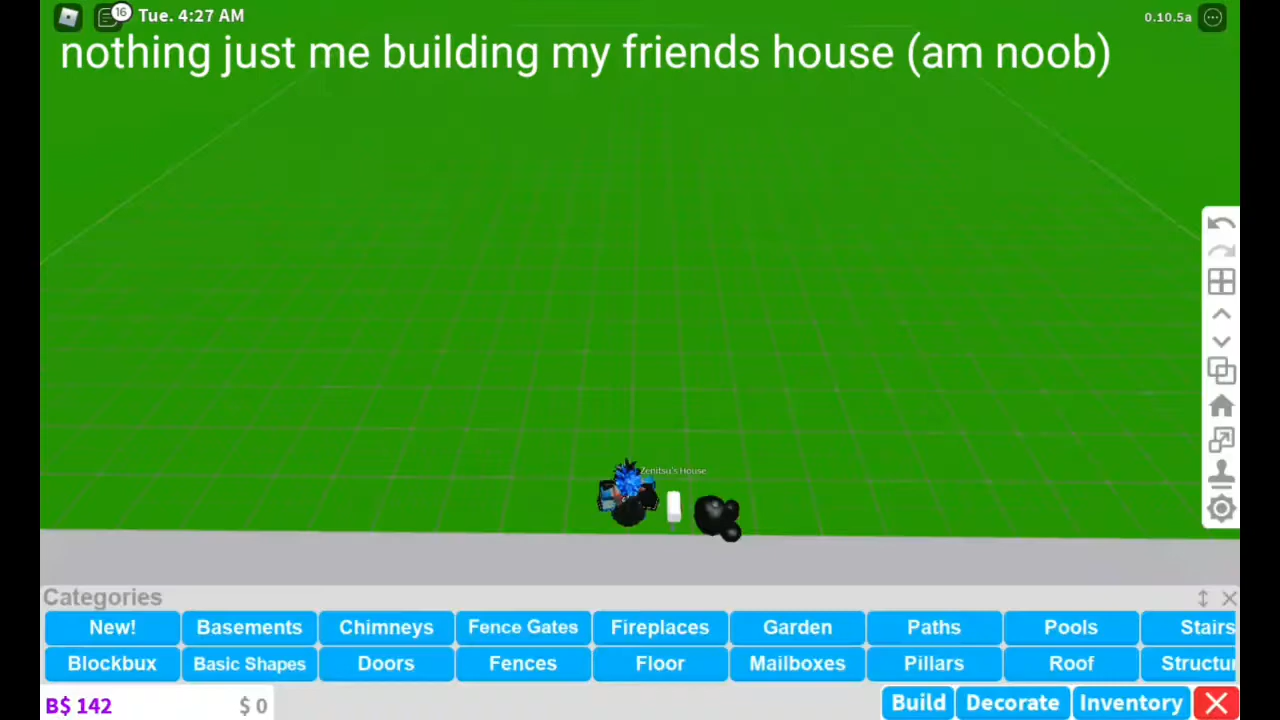 16
Tue. 4:27 AM
0.10.5a
nothing just me building my friends house (am noob)
Zenitsu's House
Categories
New! Basements Chimneys Fence Gates Fireplaces Garden Paths Pools Stairs
Blockbux Basic Shapes Doors Fences Floor Mailboxes Pillars Roof Structur
B$ 142 $ 0 Build Decorate Inventory